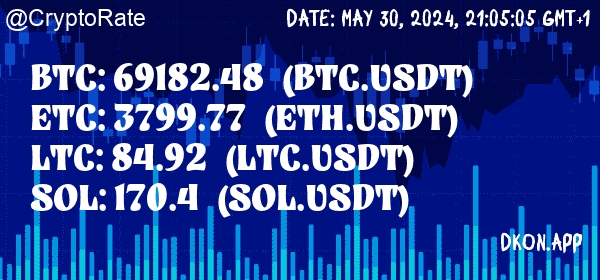 @CryptoRate
DATE: MAY 30, 2024, 21:05:05 GMT+1
BTC: 69182.48 (BTC.USDT)
ETC: 3799.77 (ETH.USDT)
LTC: 84.92 (LTC.USDT)
SOL: 170.4 (SOL.USDT)
DKON.APP